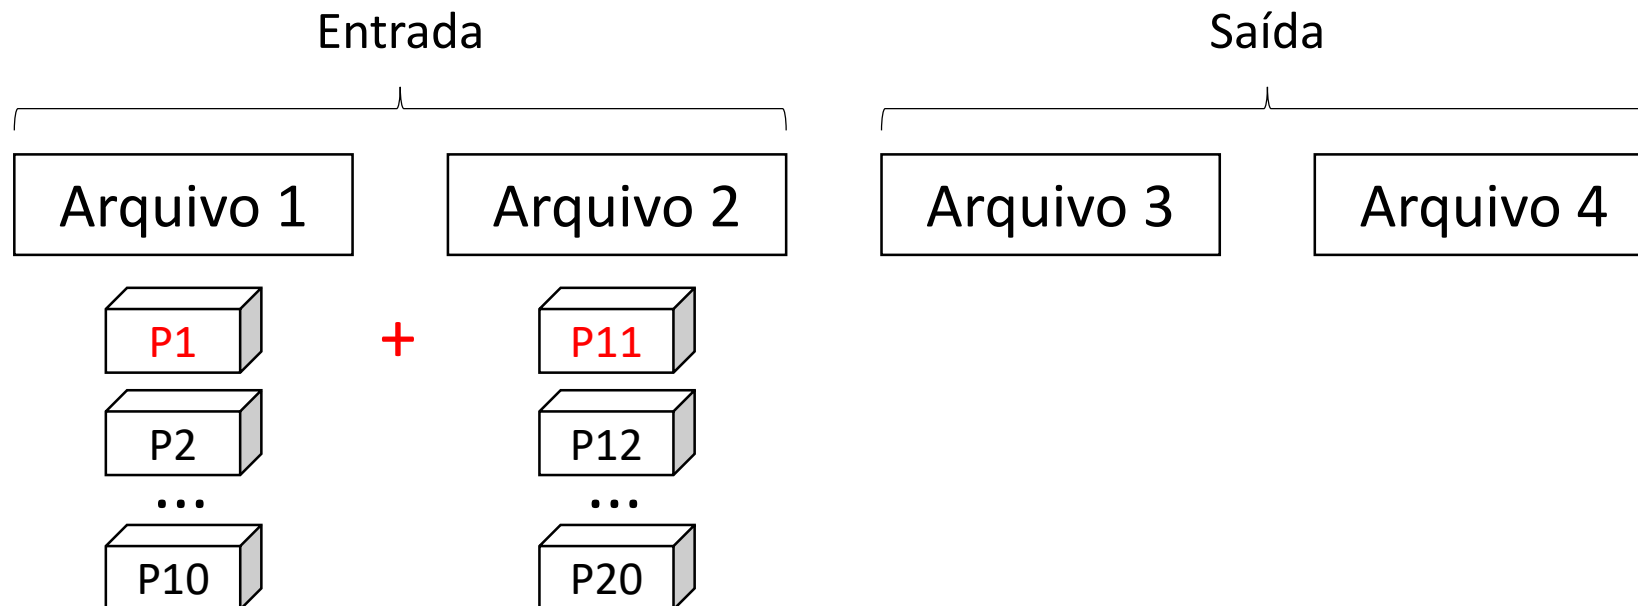 Entrada Saída
Arquivo 1 Arquivo 2 Arquivo 3 Arquivo 4
P1 + P11
P2 P12
... ...
P10 P20